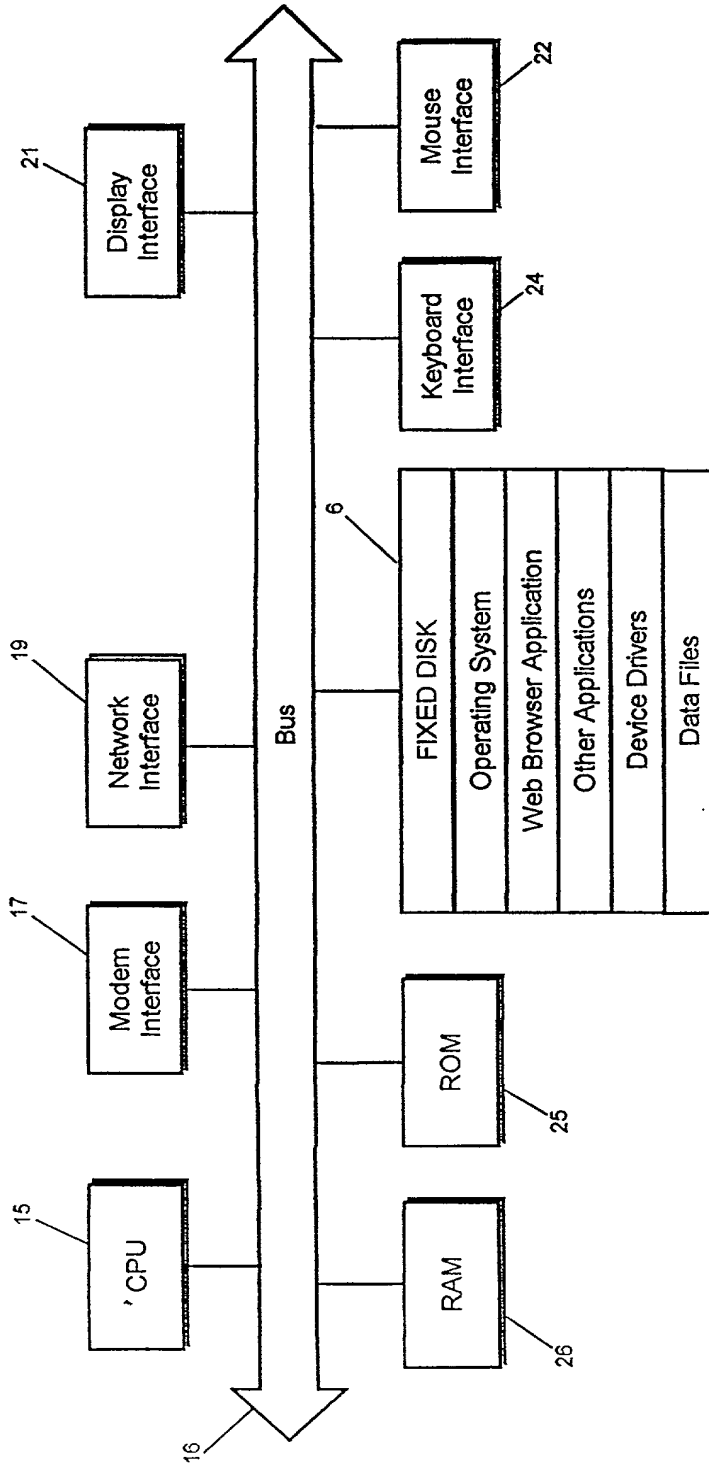 15
'CPU
17
Modem
Interface
19
Network
Interface
21
Display
Interface
16
Bus
RAM
26
ROM
25
6
FIXED DISK
Operating System
Web Browser Application
Other Applications
Device Drivers
Data Files
Keyboard
Interface
24
Mouse
Interface
22